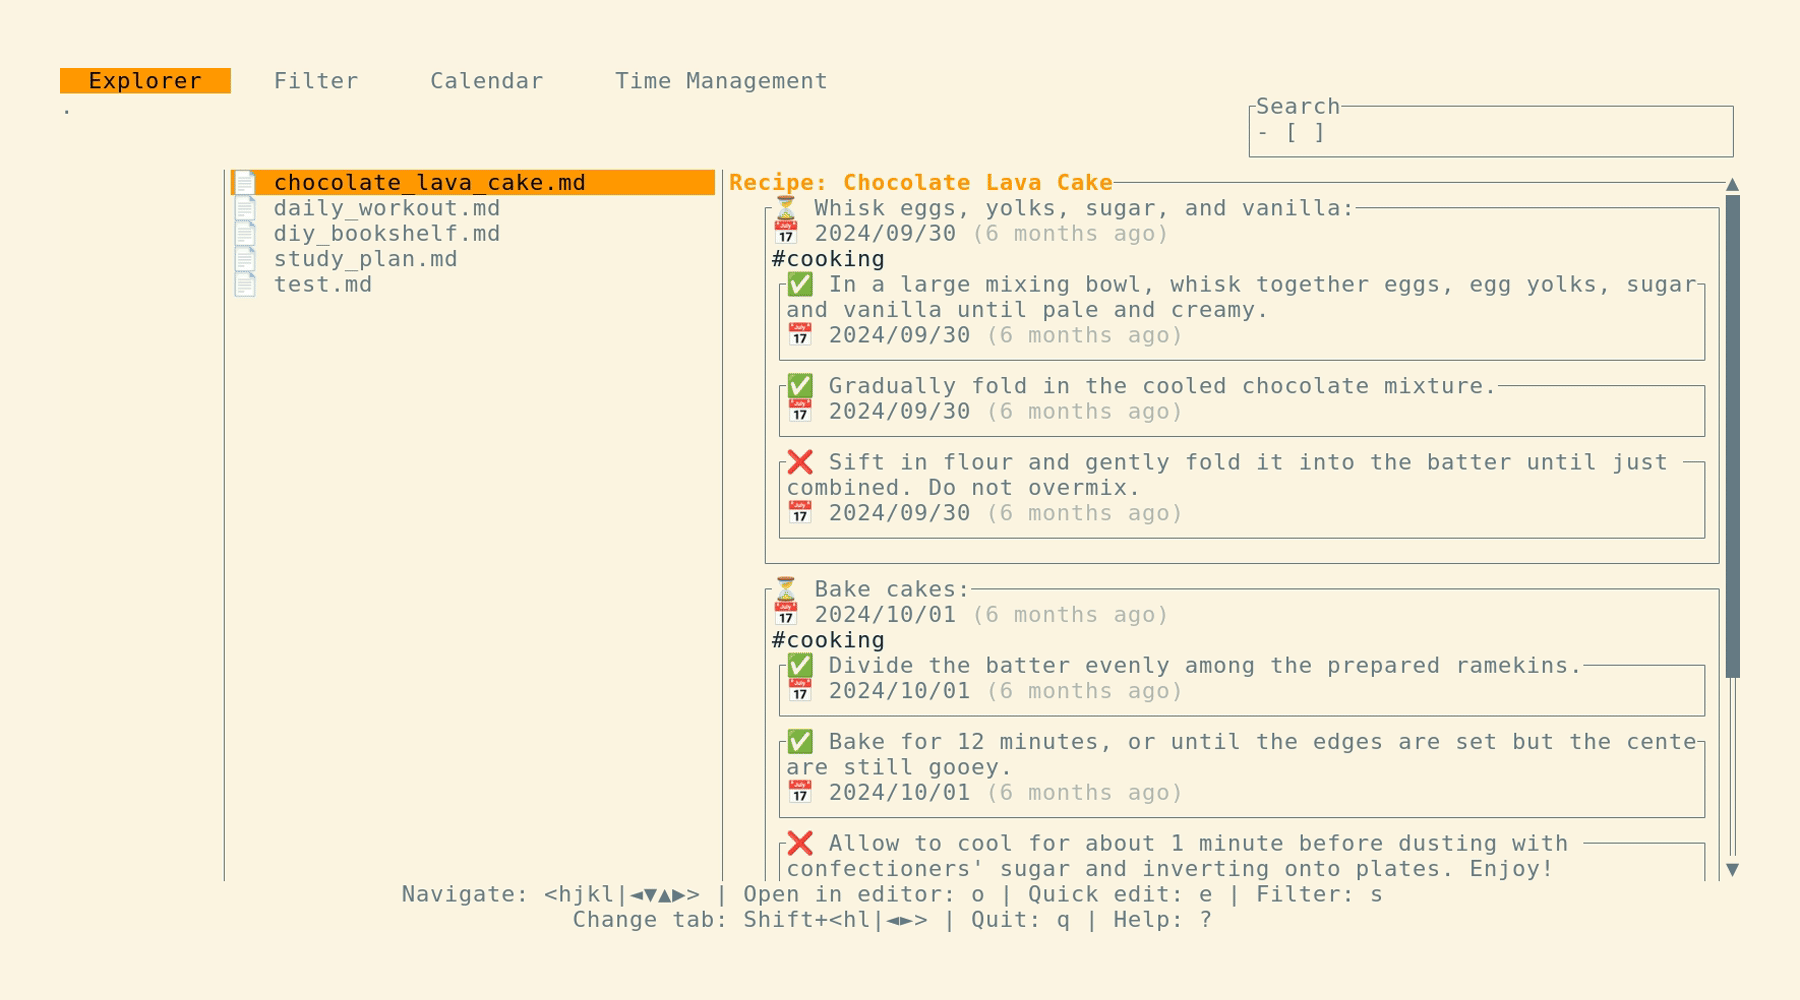 Explorer Filter Calendar Time Management
.
Search
- [ ]
📄 chocolate_lava_cake.md
📄 daily_workout.md
📄 diy_bookshelf.md
📄 study_plan.md
📄 test.md
Recipe: Chocolate Lava Cake
⏳ Whisk eggs, yolks, sugar, and vanilla:
📅 2024/09/30 (6 months ago)
#cooking
✅ In a large mixing bowl, whisk together eggs, egg yolks, sugar
and vanilla until pale and creamy.
📅 2024/09/30 (6 months ago)
✅ Gradually fold in the cooled chocolate mixture.
📅 2024/09/30 (6 months ago)
❌ Sift in flour and gently fold it into the batter until just
combined. Do not overmix.
📅 2024/09/30 (6 months ago)
⏳ Bake cakes:
📅 2024/10/01 (6 months ago)
#cooking
✅ Divide the batter evenly among the prepared ramekins.
📅 2024/10/01 (6 months ago)
✅ Bake for 12 minutes, or until the edges are set but the cente
are still gooey.
📅 2024/10/01 (6 months ago)
❌ Allow to cool for about 1 minute before dusting with
confectioners' sugar and inverting onto plates. Enjoy!
Navigate: <hjkl|◄▼▲►> | Open in editor: o | Quick edit: e | Filter: s
Change tab: Shift+<hl|◄►> | Quit: q | Help: ?